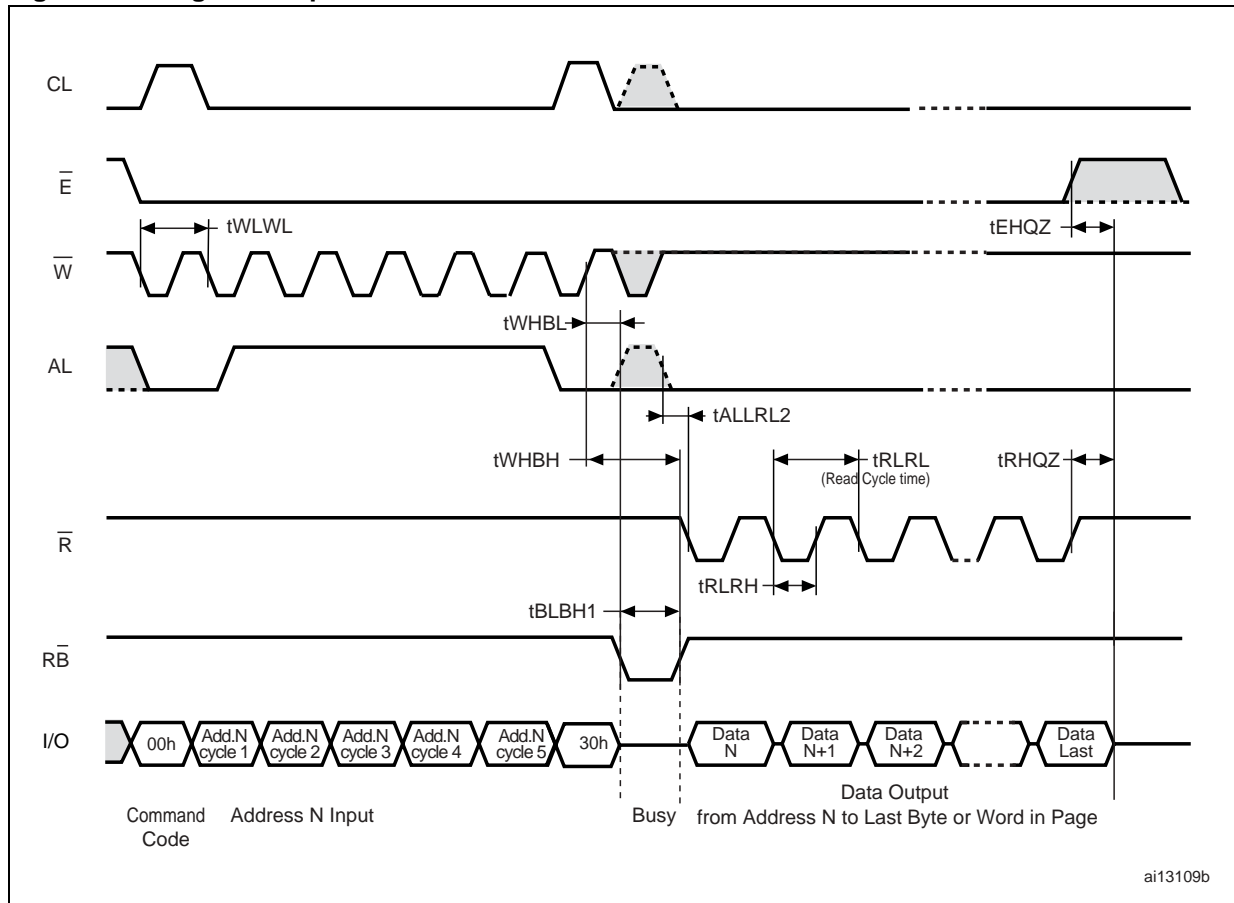 CL
E
tWLWL
tEHQZ
W
tWHBL
AL
tALLRL2
tWHBH
tRLRL
(Read Cycle time)
tRHQZ
R
tRLRH
tBLBH1
RB
I/O
00h
Add.N
cycle 1
Add.N
cycle 2
Add.N
cycle 3
Add.N
cycle 4
Add.N
cycle 5
30h
Data
N
Data
N+1
Data
N+2
Data
Last
Command
Code
Address N Input
Busy
Data Output
from Address N to Last Byte or Word in Page
ai13109b